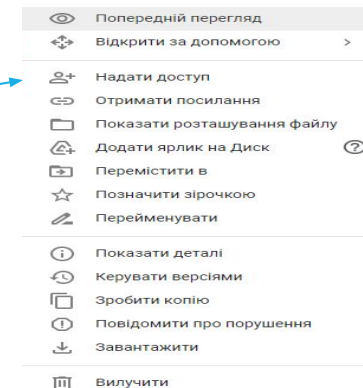 Попередній перегляд
Відкрити за допомогою >
Надати доступ
Отримати посилання
Показати розташування файлу
Додати ярлик на Диск ?
Перемістити в
Позначити зірочкою
Перейменувати
Показати деталі
Керувати версіями
Зробити копію
Повідомити про порушення
Завантажити
Вилучити